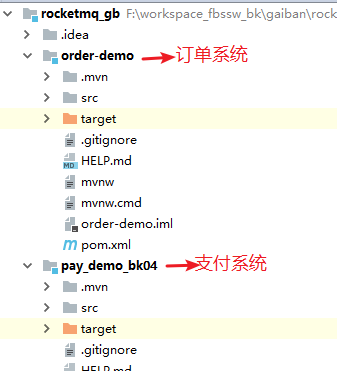 rocketmq_gb F:\workspace_fbssw_bk\gaiban\rock
.idea
order-demo 订单系统
.mvn
src
target
.gitignore
HELP.md
mvnw
mvnw.cmd
order-demo.iml
pom.xml
pay_demo_bk04 支付系统
.mvn
src
target
.gitignore
HELP.md